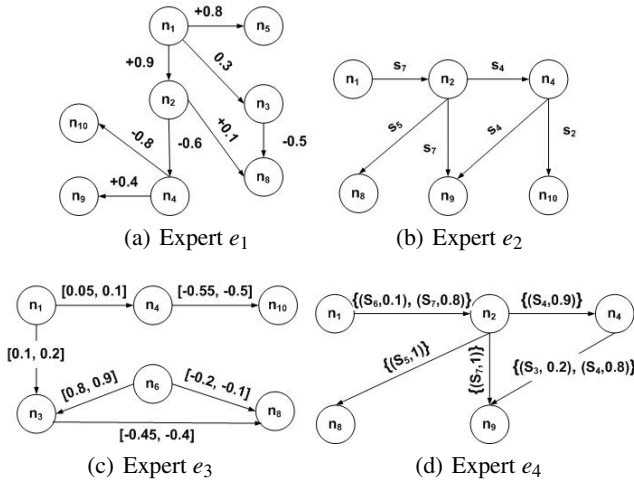 +0.8
n1 n5
+0.9 0.3
n2 n3
n10 +0.1
-0.8 -0.6 -0.5
n9 +0.4 n4 n8
(a) Expert e1
n1 s7 n2 s4 n4
s5 s7 s4 s2
n8 n9 n10
(b) Expert e2
[0.05, 0.1] [-0.55, -0.5]
n1 n4 n10
[0.1, 0.2]
n6
[0.8, 0.9] [-0.2, -0.1]
n3 n8
[-0.45, -0.4]
(c) Expert e3
{(S6,0.1), (S7,0.8)} {(S4,0.9)}
n1 n2 n4
{(S5,1)} {(S7,1)} {(S3, 0.2), (S4,0.8)}
n8 n9
(d) Expert e4